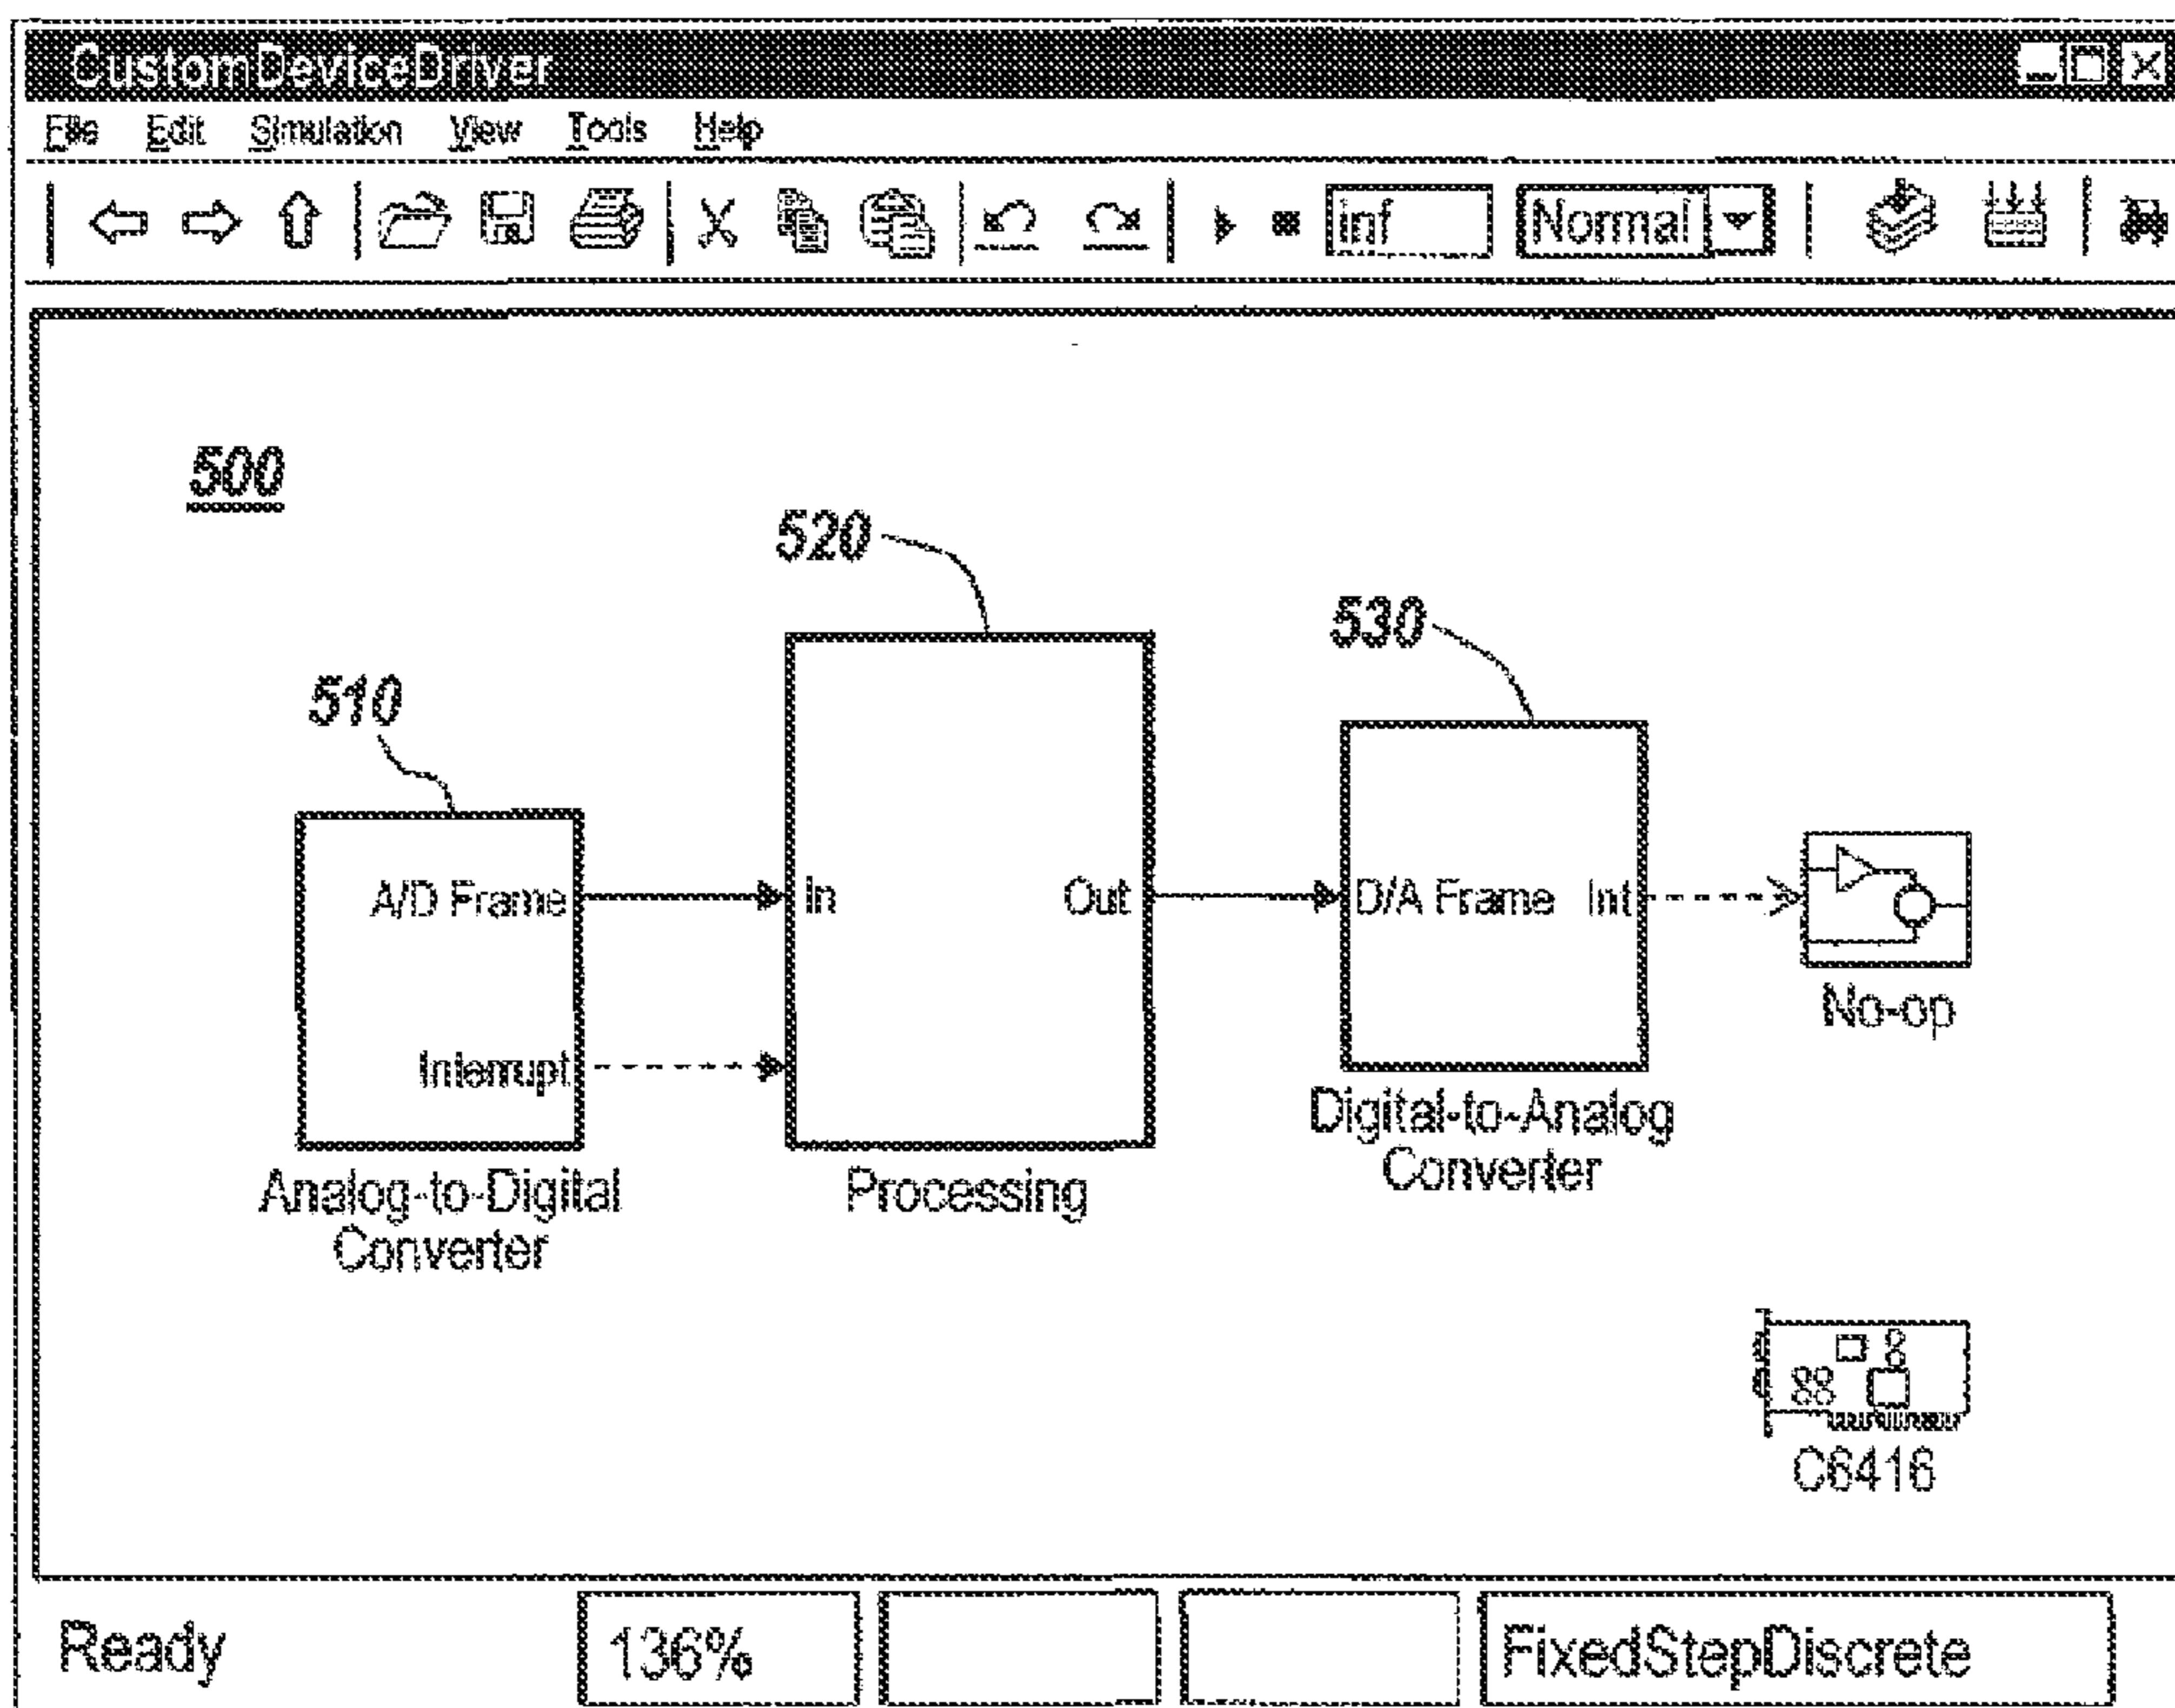 CustomDeviceDriver
File Edit Simulation View Tools Help
inf Normal
500
520
530
510
A/D Frame In Out D/A Frame Int
No-op
Interrupt
Digital-to-Analog
Converter
Analog-to-Digital
Converter
Processing
88 8
C6416
Ready 136% FixedStepDiscrete